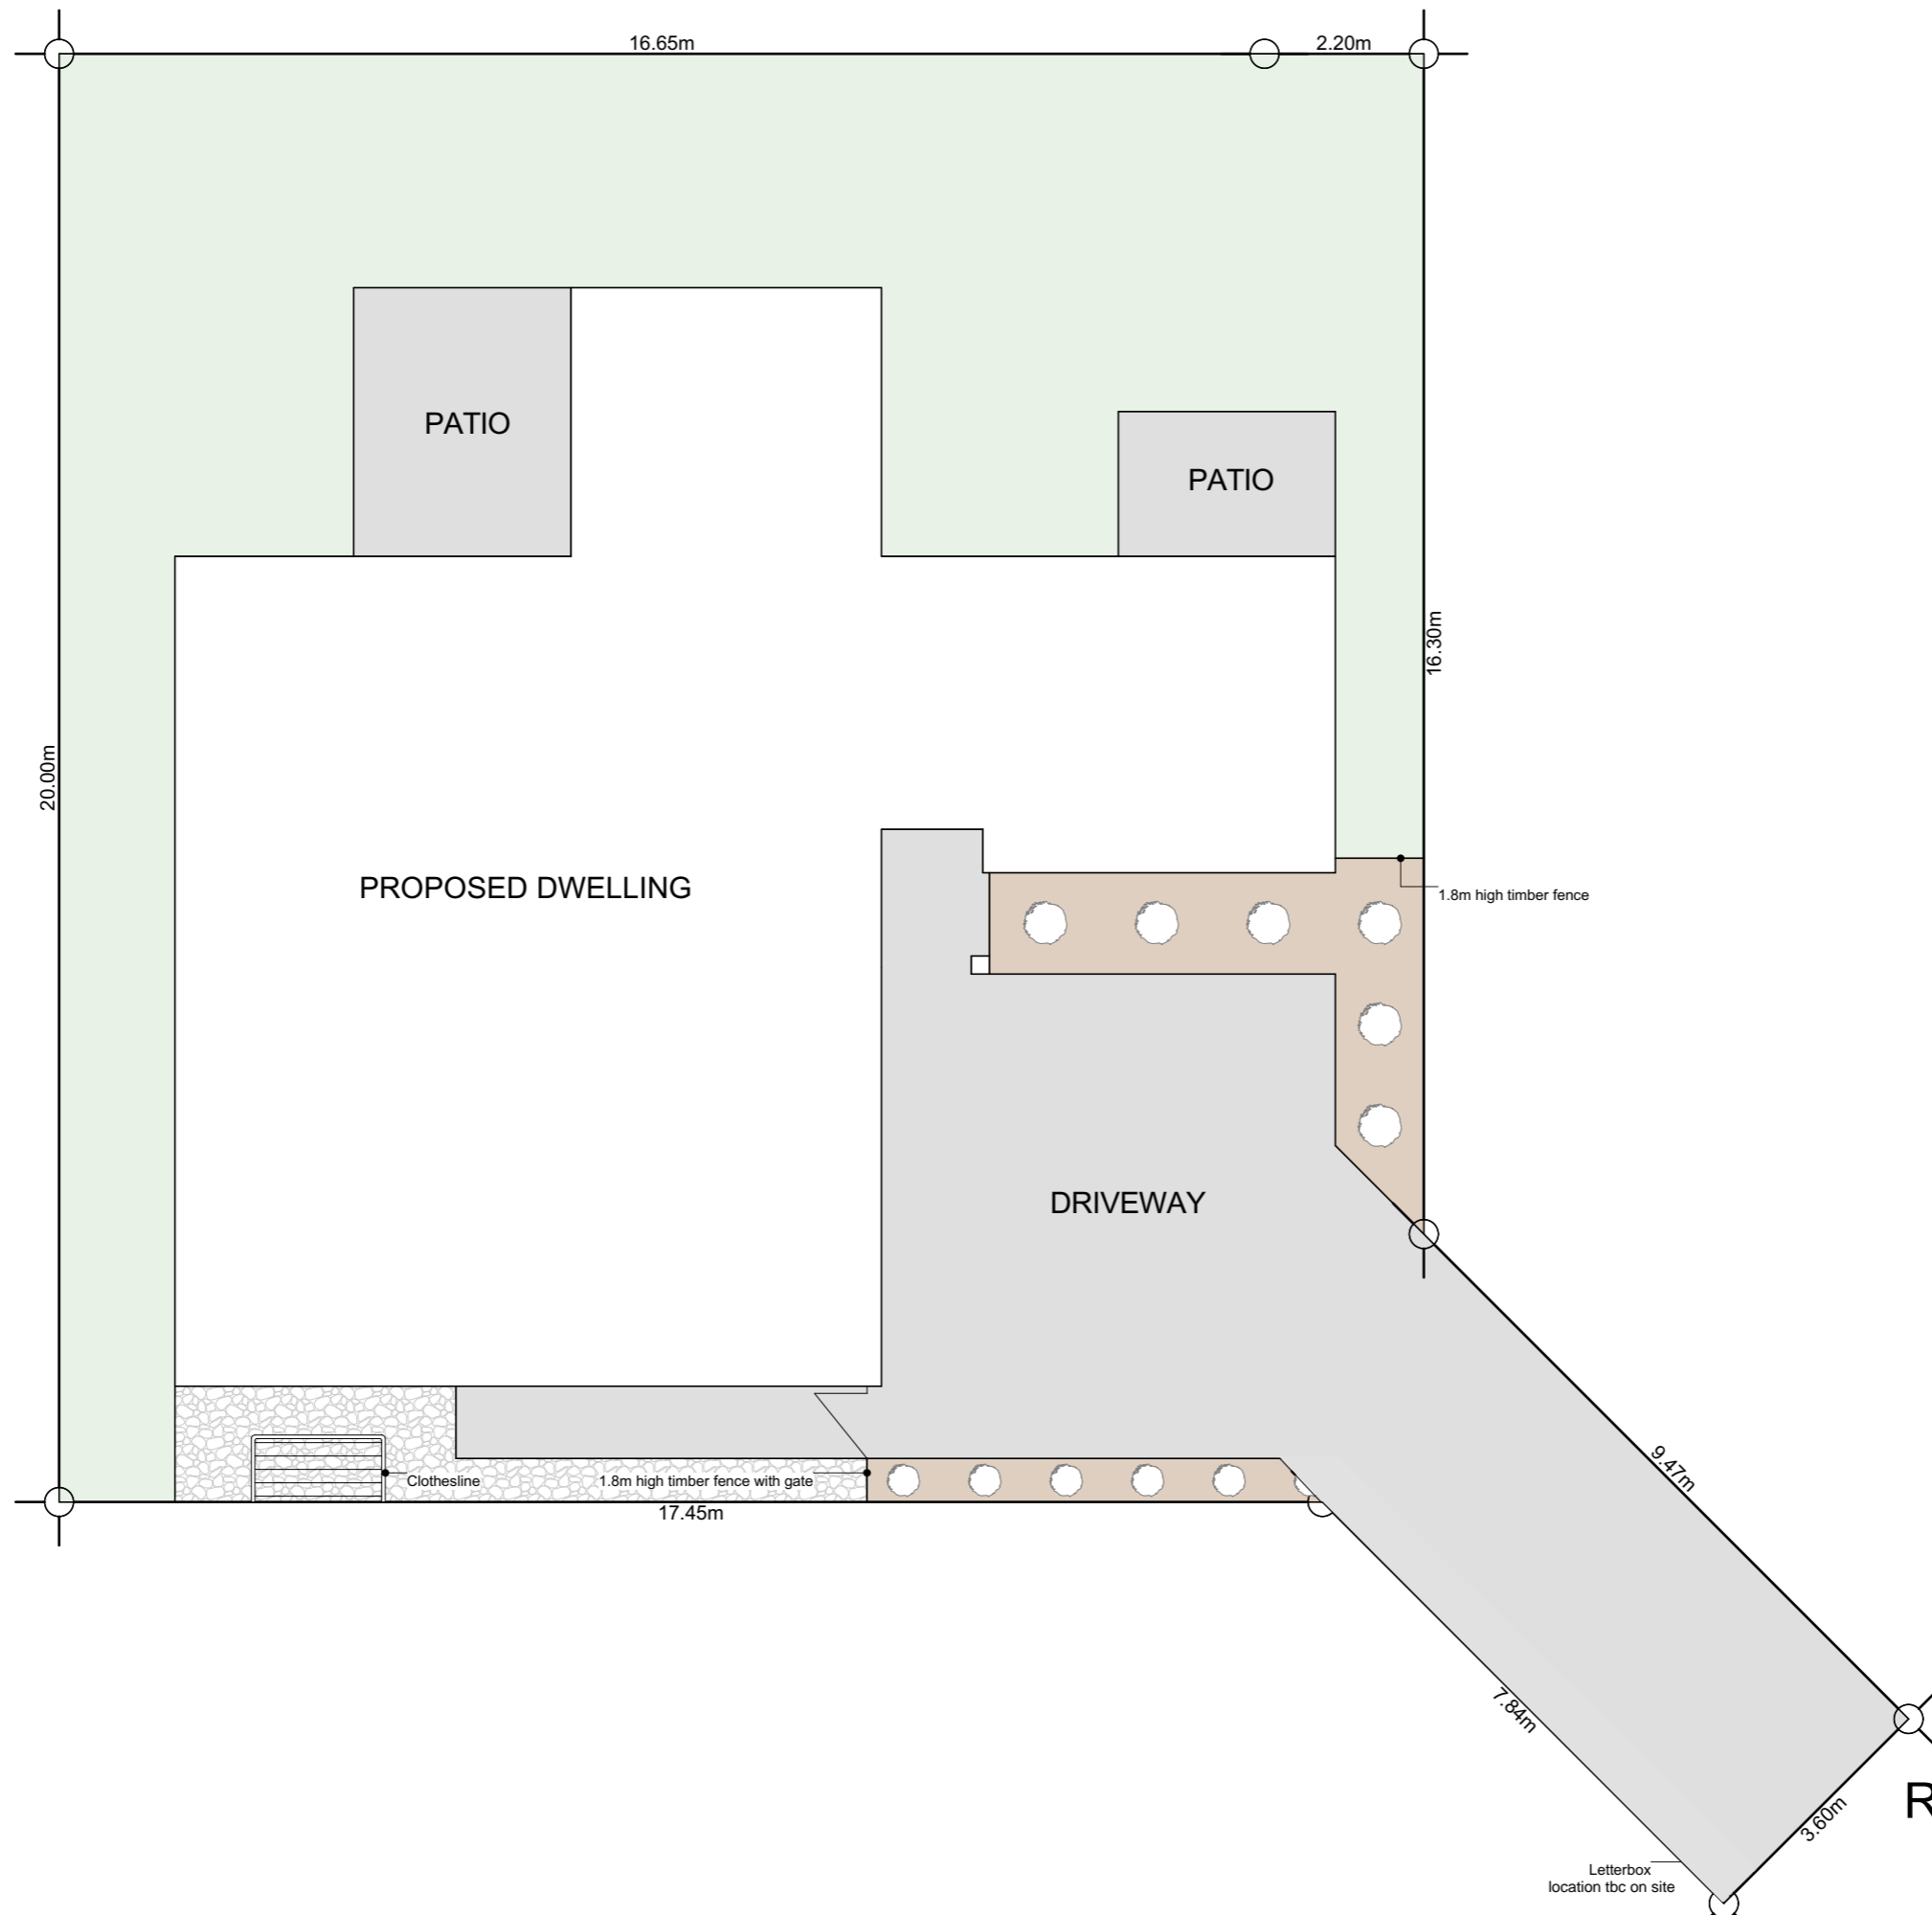 16.65m
2.20m
PATIO
PATIO
16.30m
20.00m
PROPOSED DWELLING
1.8m high timber fence
DRIVEWAY
Clothesline
1.8m high timber fence with gate
17.45m
9.47m
7.84m
R
3.60m
Letterbox
location tbc on site